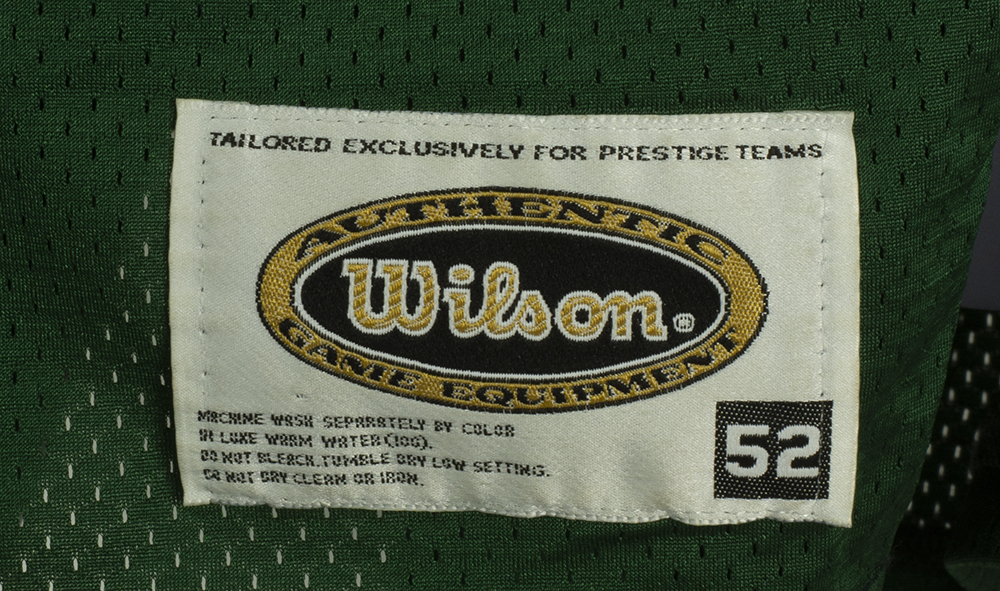 TAILORED EXCLUSIVELY FOR PRESTIGE TEAMS
AUTHENTIC
Wilson®
GAME EQUIPMENT
MACHINE WASH SEPARATELY BY COLOR
IN LUKE WARM WATER (100).
DO NOT BLEACH. TUMBLE DRY LOW SETTING.
DO NOT DRY CLEAN OR IRON.
52